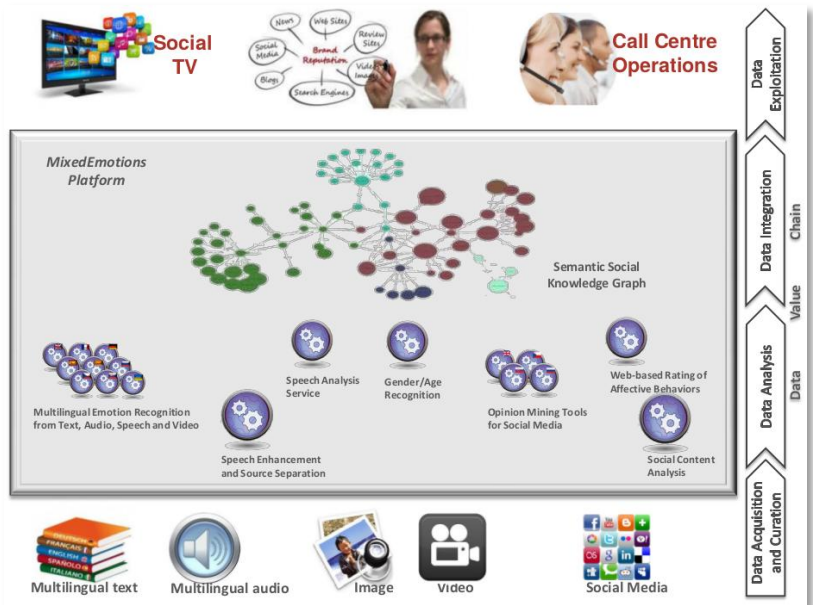 Social
TV
News
Web Sites
Review
Sites
Social
Media
Brand
Reputation
Video
Blogs
Search Engines
Call Centre
Operations
Data
Exploitation
MixedEmotions
Platform
Semantic Social
Knowledge Graph
Data Integration
Chain
Value
Data
Speech Analysis
Service
Gender/Age
Recognition
Web-based Rating of
Affective Behaviors
Multilingual Emotion Recognition
from Text, Audio, Speech and Video
Opinion Mining Tools
for Social Media
Speech Enhancement
and Source Separation
Social Content
Analysis
Data Analysis
DEUTSCH
FRANÇAIS
ENGLISH
ESPAÑOL
ITALIANO
Multilingual text
Multilingual audio
Image
Video
Social Media
Data Acquisition
and Curation